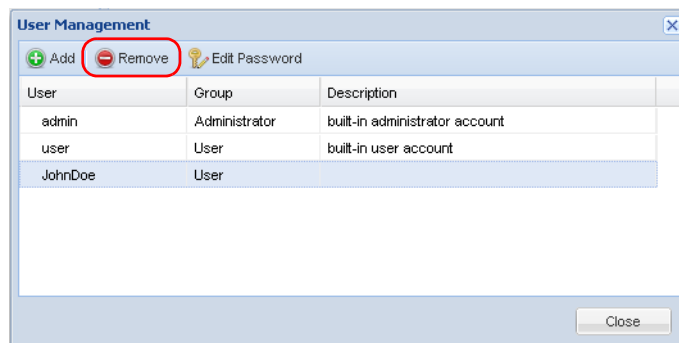 User Management
Add Remove Edit Password
User Group Description
admin Administrator built-in administrator account
user User built-in user account
JohnDoe User
Close